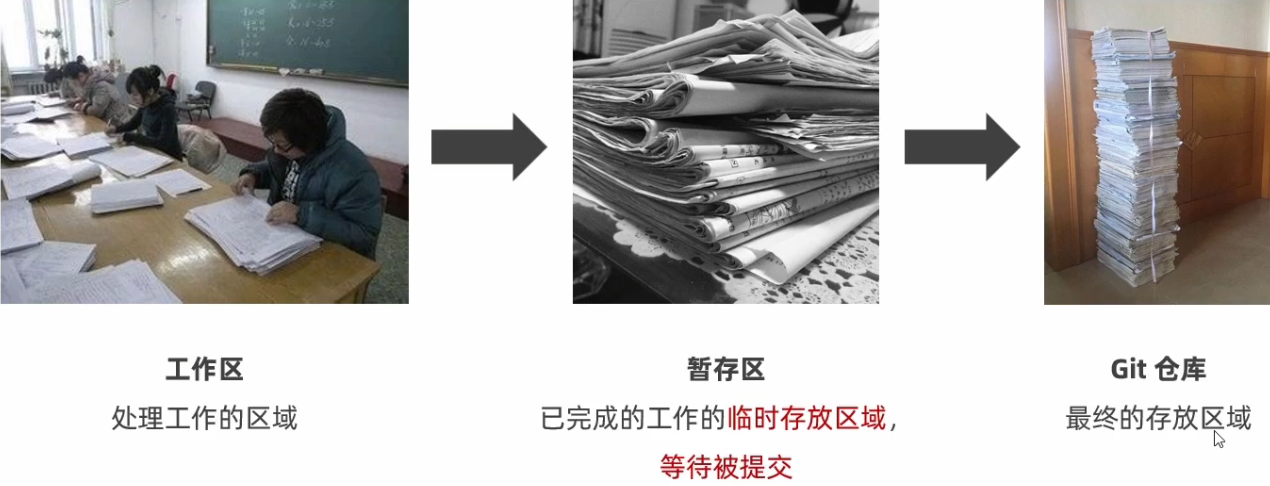 工作区
处理工作的区域
暂存区
已完成的工作的临时存放区域，
等待被提交
Git 仓库
最终的存放区域